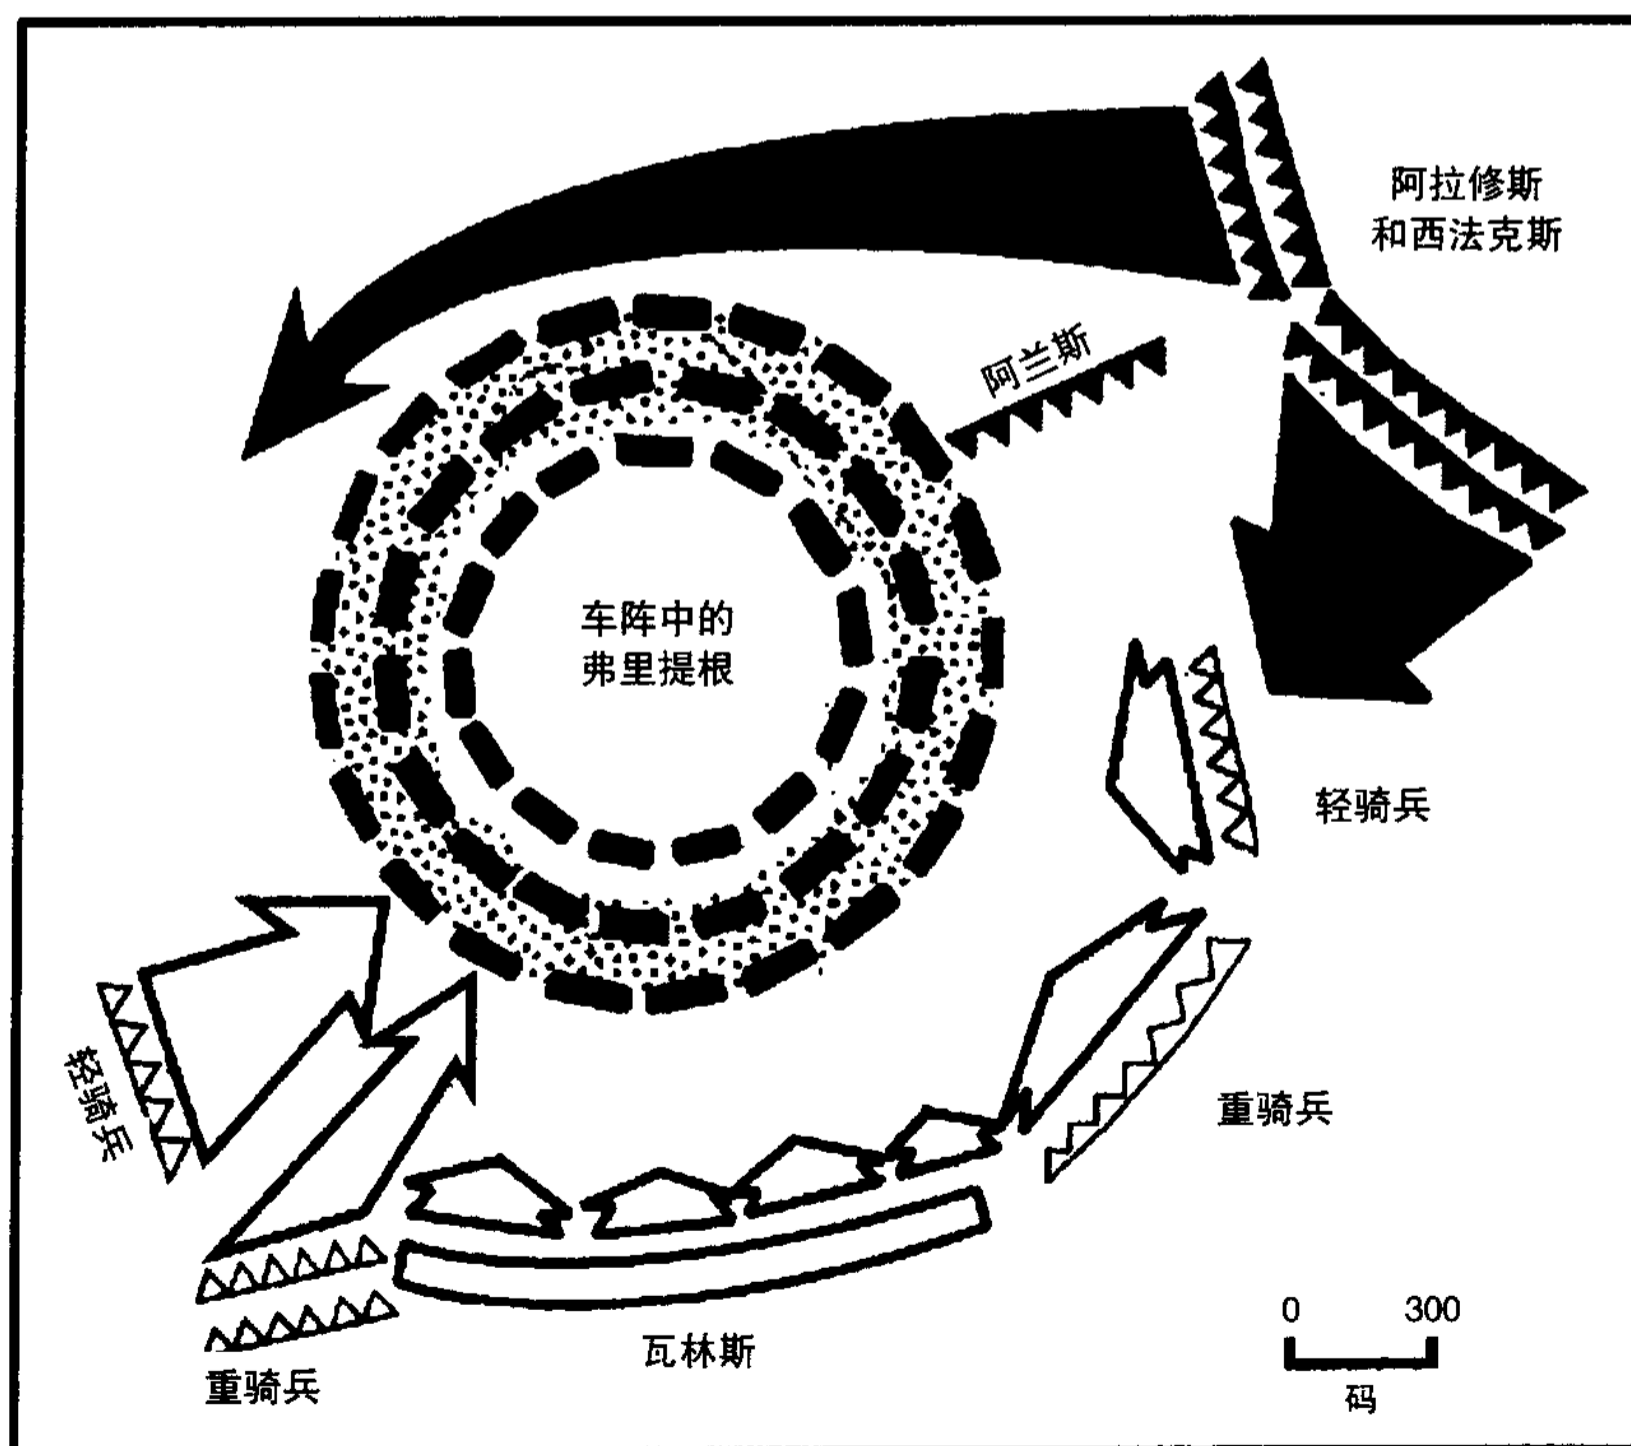 阿拉修斯
和西法克斯
阿兰斯
车阵中的
弗里提根
轻骑兵
轻骑兵
重骑兵
瓦林斯
重骑兵
0 300
码